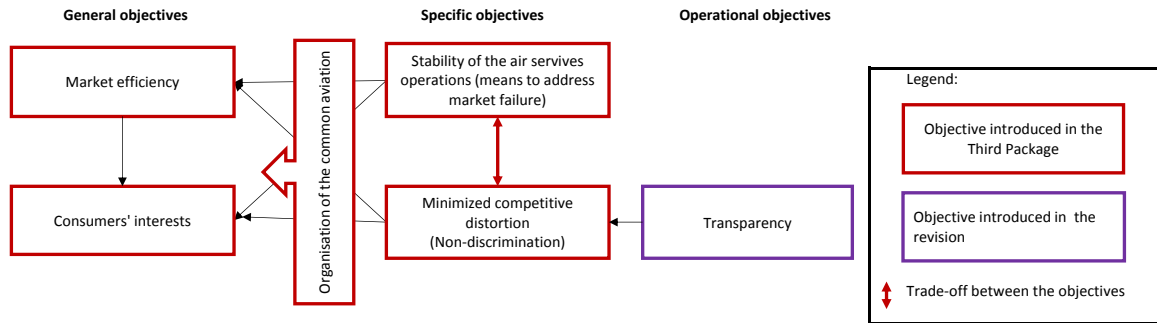 General objectives
Specific objectives
Operational objectives
Market efficiency
Consumers' interests
Organisation of the common aviation
Stability of the air servives
operations (means to address
market failure)
Minimized competitive
distortion
(Non-discrimination)
Transparency
Legend:
Objective introduced in the
Third Package
Objective introduced in the
revision
Trade-off between the objectives